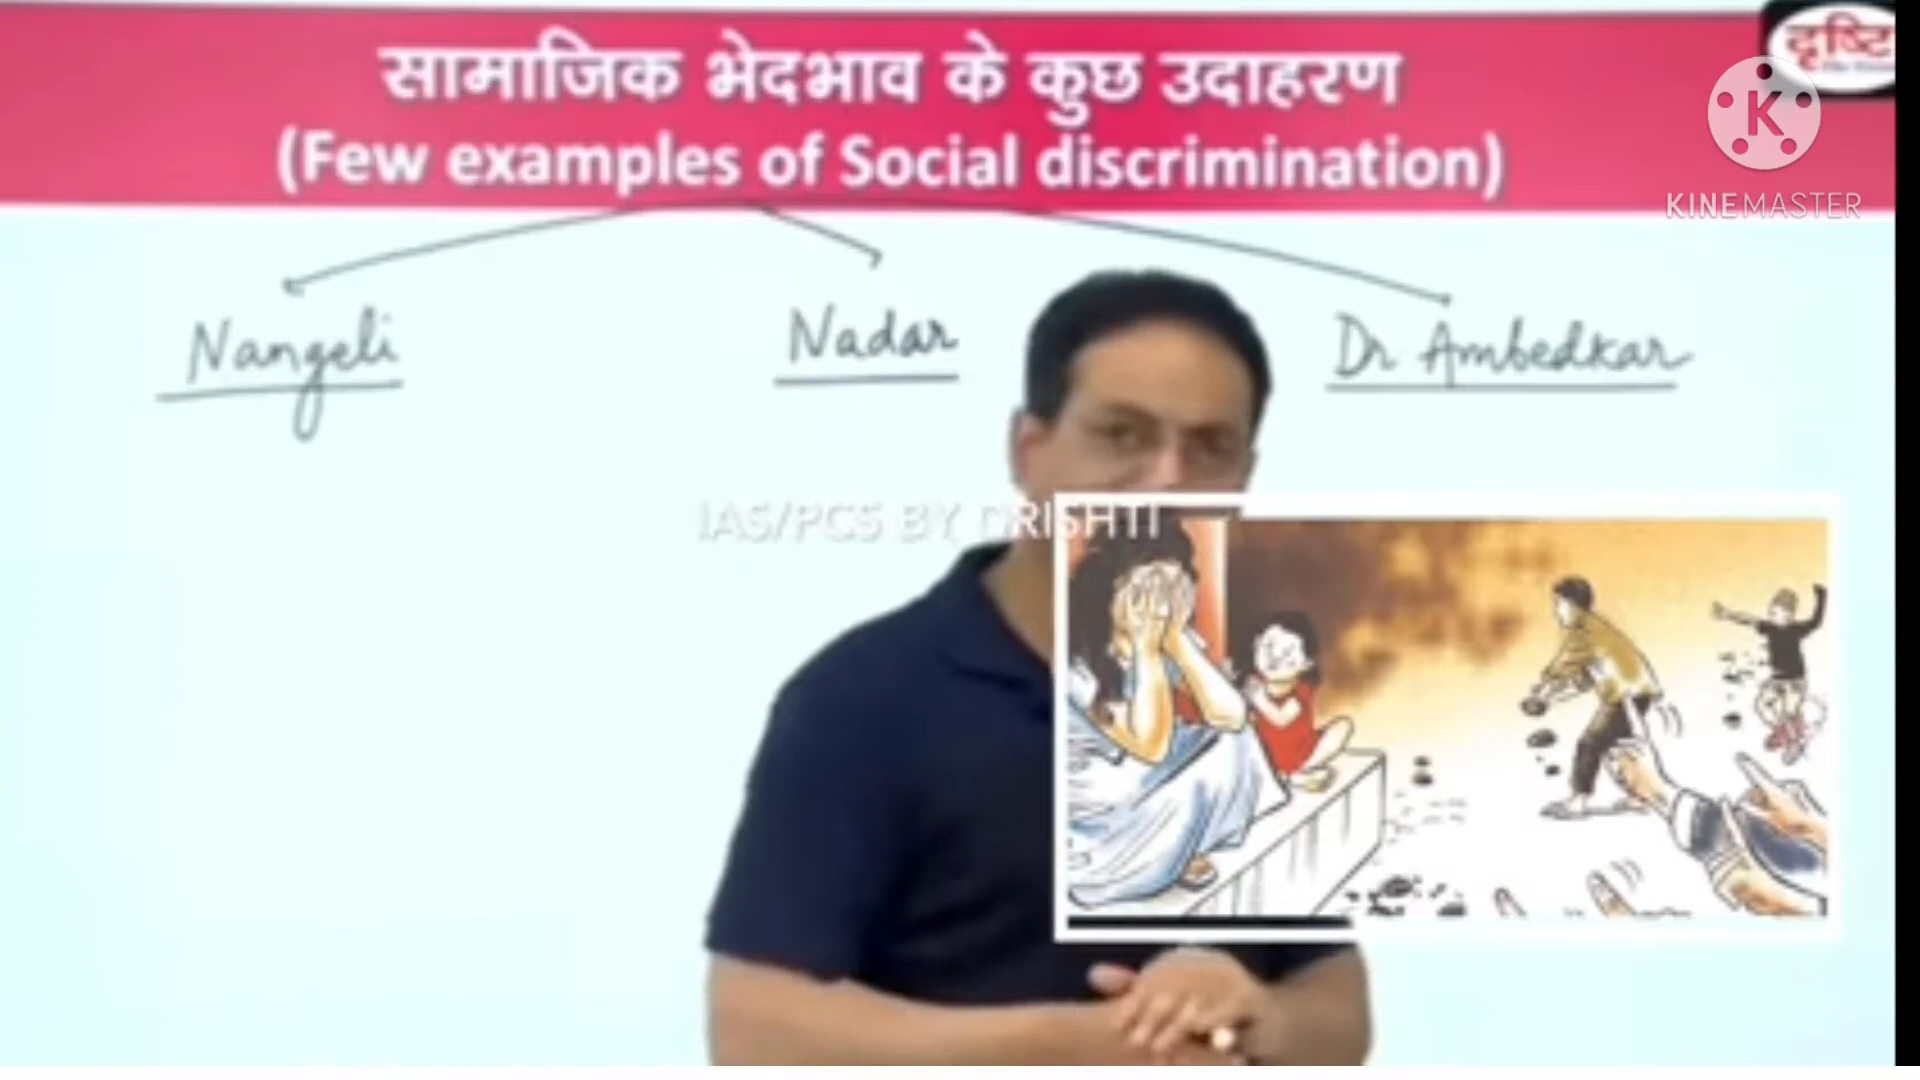 सामाजिक भेदभाव के कुछ उदाहरण
(Few examples of Social discrimination)
दृष्टि
K
KINEMASTER
Nangeli
Nadar
Dr Ambedkar
IAS/PCS BY DRISHTI